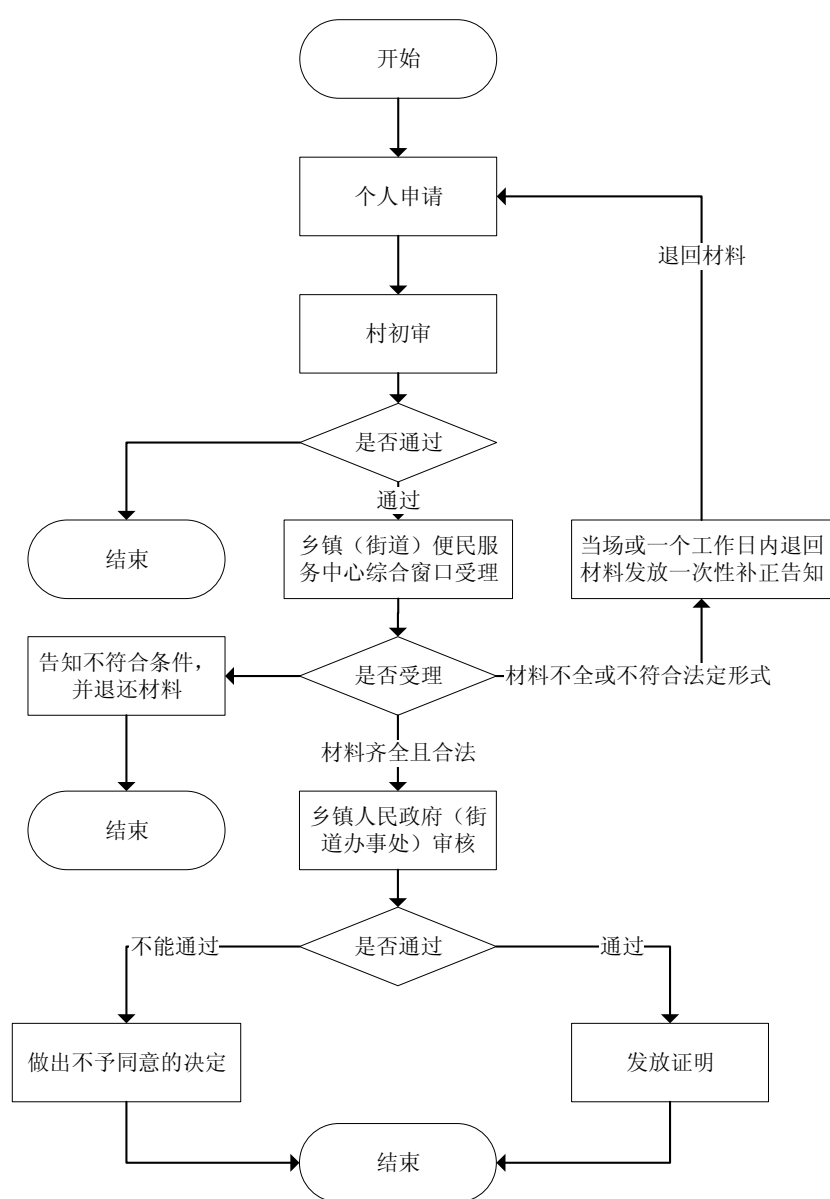 开始
个人申请
退回材料
村初审
是否通过
通过
结束
乡镇（街道）便民服
务中心综合窗口受理
当场或一个工作日内退回
材料发放一次性补正告知
告知不符合条件，
并退还材料
是否受理
材料不全或不符合法定形式
材料齐全且合法
结束
乡镇人民政府（街
道办事处）审核
不能通过
是否通过
通过
做出不予同意的决定
发放证明
结束